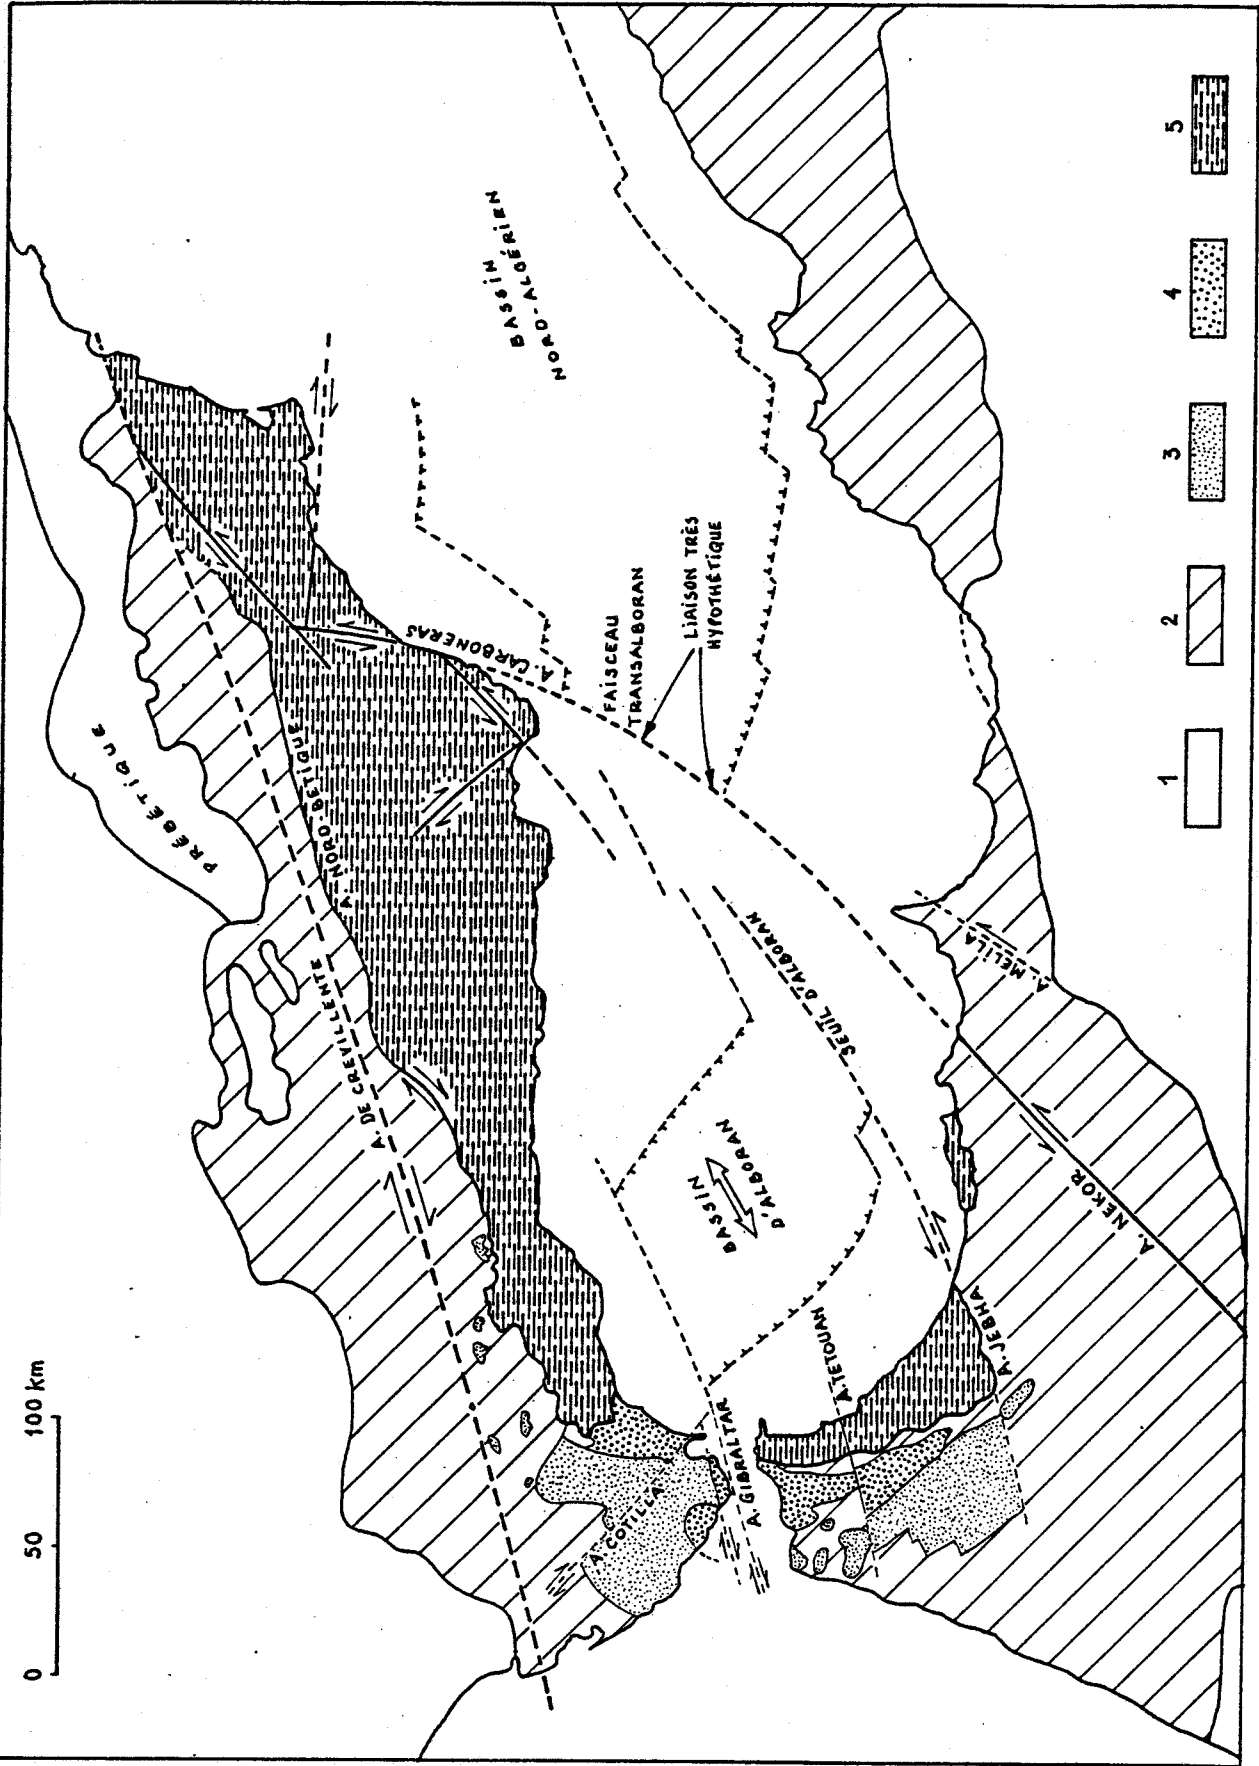 0 50 100 km
PRÉBÉTIQUE
A. NORD-BÉTIQUE
A. DE CREVILLENTE
A. CARBONERAS
BASSIN
NORD-ALGÉRIEN
FAISCEAU
TRANSALBORAN
LIAISON TRÈS
HYPOTHÉTIQUE
SEUIL D'ALBORAN
BASSIN
D'ALBORAN
A. COTILLA
A. GIBRALTAR
A. TETOUAN
A. JEBHA
A. NEKOR
A. MELILA
1 2 3 4 5